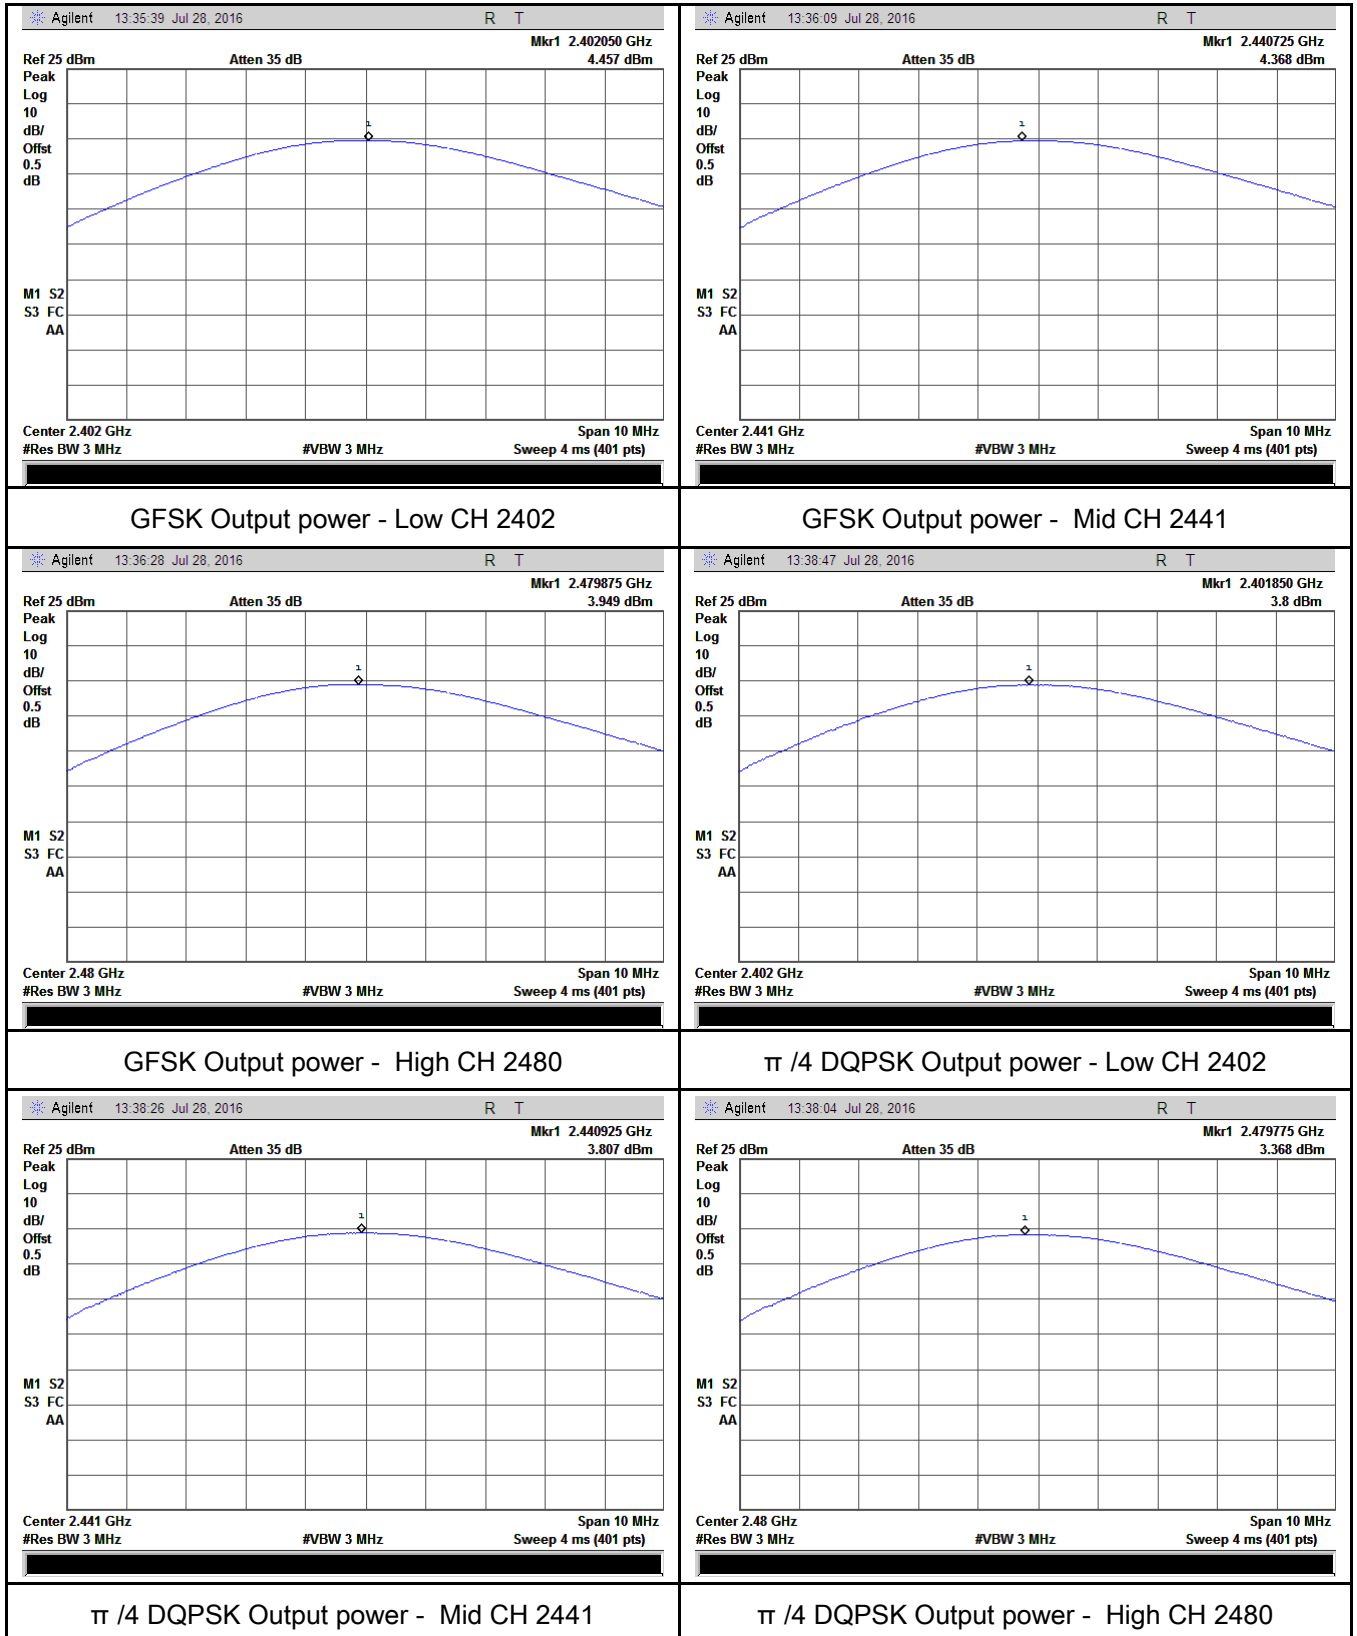 Agilent 13:35:39 Jul 28, 2016 R T
Mkr1 2.402050 GHz
Ref 25 dBm Atten 35 dB 4.457 dBm
Peak
Log
10
dB/
Offst
0.5
dB
1
M1 S2
S3 FC
AA
Center 2.402 GHz Span 10 MHz
#Res BW 3 MHz #VBW 3 MHz Sweep 4 ms (401 pts)
GFSK Output power - Low CH 2402
Agilent 13:36:09 Jul 28, 2016 R T
Mkr1 2.440725 GHz
Ref 25 dBm Atten 35 dB 4.368 dBm
Peak
Log
10
dB/
Offst
0.5
dB
1
M1 S2
S3 FC
AA
Center 2.441 GHz Span 10 MHz
#Res BW 3 MHz #VBW 3 MHz Sweep 4 ms (401 pts)
GFSK Output power - Mid CH 2441
Agilent 13:36:28 Jul 28, 2016 R T
Mkr1 2.479875 GHz
Ref 25 dBm Atten 35 dB 3.949 dBm
Peak
Log
10
dB/
Offst
0.5
dB
1
M1 S2
S3 FC
AA
Center 2.48 GHz Span 10 MHz
#Res BW 3 MHz #VBW 3 MHz Sweep 4 ms (401 pts)
GFSK Output power - High CH 2480
Agilent 13:38:47 Jul 28, 2016 R T
Mkr1 2.401850 GHz
Ref 25 dBm Atten 35 dB 3.8 dBm
Peak
Log
10
dB/
Offst
0.5
dB
1
M1 S2
S3 FC
AA
Center 2.402 GHz Span 10 MHz
#Res BW 3 MHz #VBW 3 MHz Sweep 4 ms (401 pts)
π /4 DQPSK Output power - Low CH 2402
Agilent 13:38:26 Jul 28, 2016 R T
Mkr1 2.440925 GHz
Ref 25 dBm Atten 35 dB 3.807 dBm
Peak
Log
10
dB/
Offst
0.5
dB
1
M1 S2
S3 FC
AA
Center 2.441 GHz Span 10 MHz
#Res BW 3 MHz #VBW 3 MHz Sweep 4 ms (401 pts)
π /4 DQPSK Output power - Mid CH 2441
Agilent 13:38:04 Jul 28, 2016 R T
Mkr1 2.479775 GHz
Ref 25 dBm Atten 35 dB 3.368 dBm
Peak
Log
10
dB/
Offst
0.5
dB
1
M1 S2
S3 FC
AA
Center 2.48 GHz Span 10 MHz
#Res BW 3 MHz #VBW 3 MHz Sweep 4 ms (401 pts)
π /4 DQPSK Output power - High CH 2480